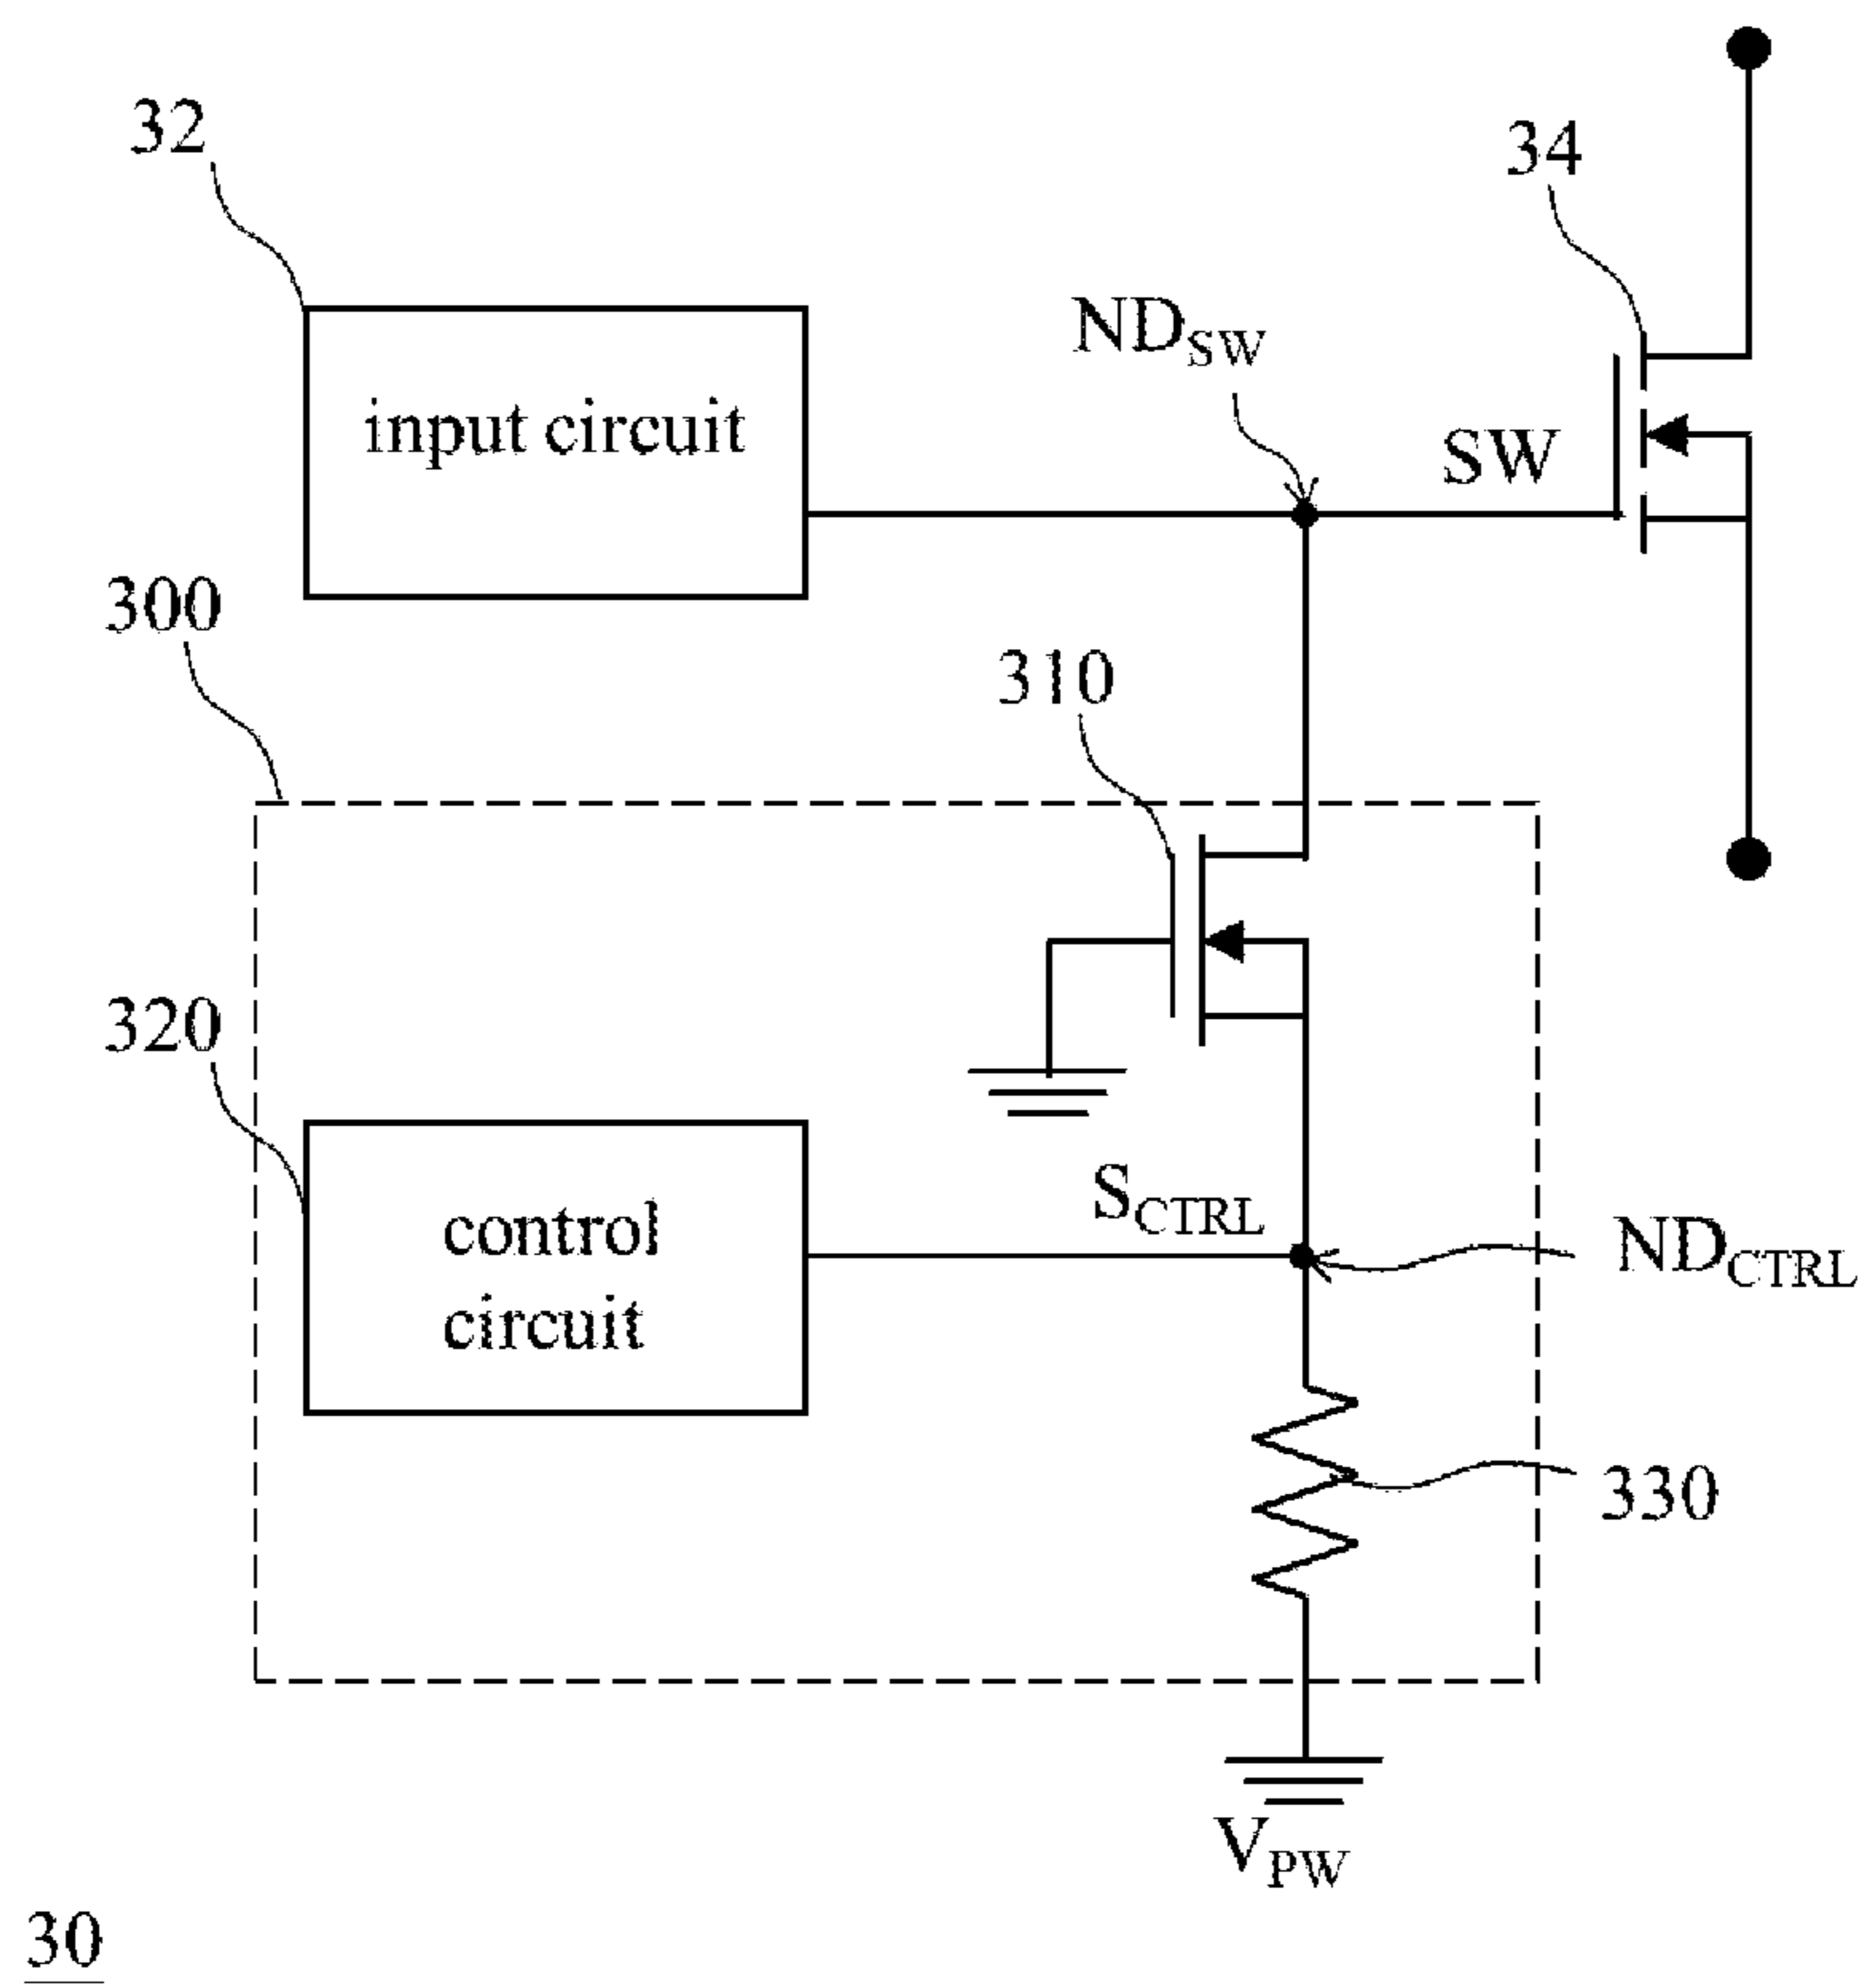 32
34
ND_SW
input circuit
SW
300
310
320
S_CTRL
control
circuit
ND_CTRL
330
V_PW
30